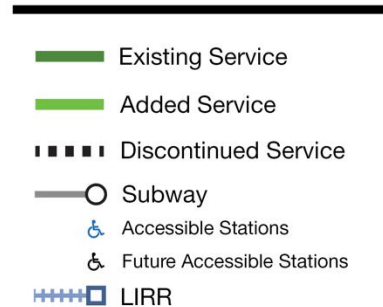 Existing Service
Added Service
Discontinued Service
Subway
Accessible Stations
Future Accessible Stations
LIRR